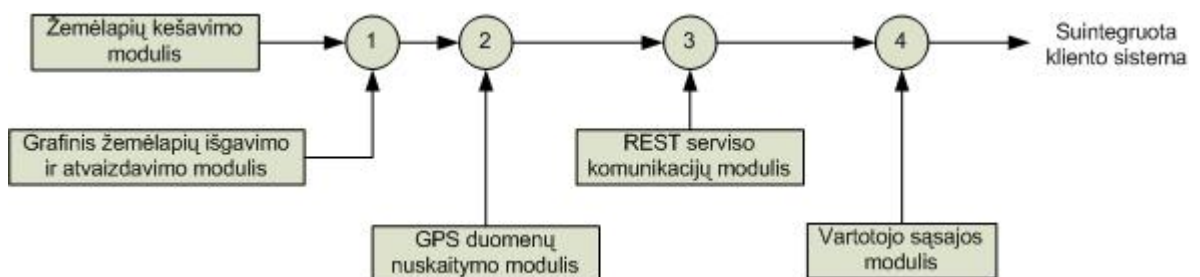 Žemėlapių kešavimo
modulis
1
2
3
4
Suintegruota
kliento sistema
Grafinis žemėlapių išgavimo
ir atvaizdavimo modulis
REST serviso
komunikacijų modulis
GPS duomenų
nuskaitymo modulis
Vartotojo sąsajos
modulis